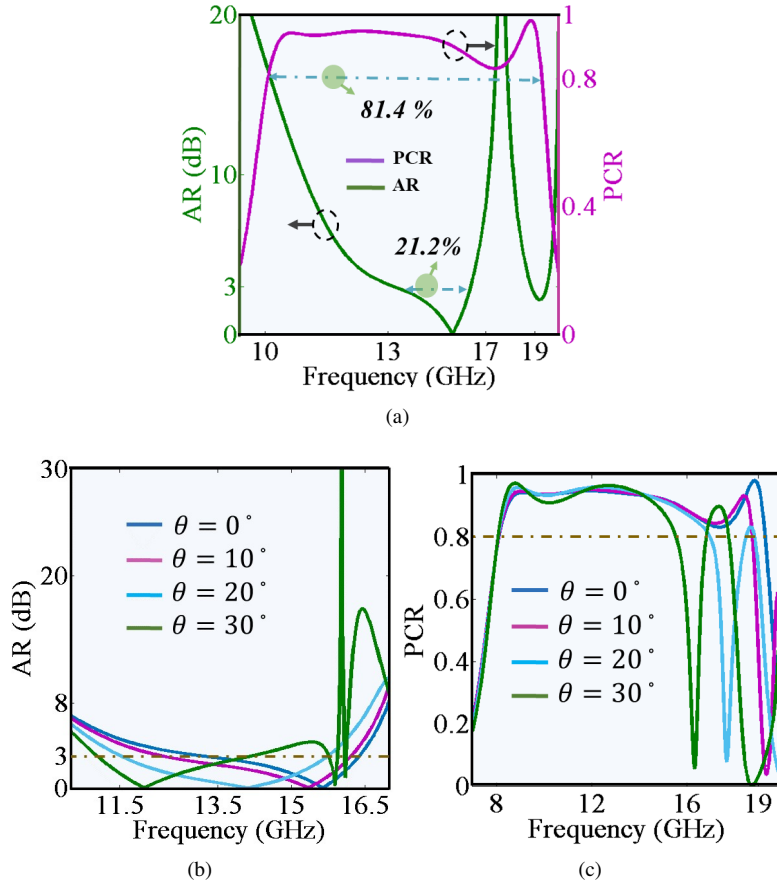 20
10
3
0
AR (dB)
1
0.8
0.4
0.2
0
PCR
81.4 %
PCR
AR
21.2%
10
13
17
19
Frequency (GHz)
(a)
30
20
8
3
0
AR (dB)
θ = 0°
θ = 10°
θ = 20°
θ = 30°
11.5
13.5
15
16.5
Frequency (GHz)
(b)
1
0.8
0.6
0.4
0.2
0
PCR
θ = 0°
θ = 10°
θ = 20°
θ = 30°
8
12
16
19
Frequency (GHz)
(c)